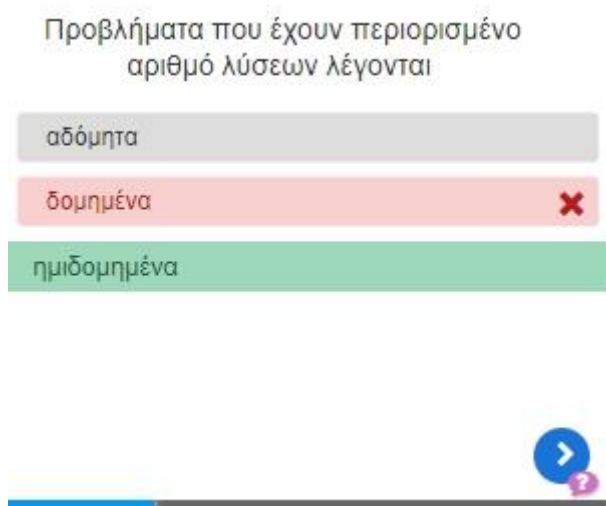 Προβλήματα που έχουν περιορισμένο
αριθμό λύσεων λέγονται
αδόμητα
δομημένα
ημιδομημένα